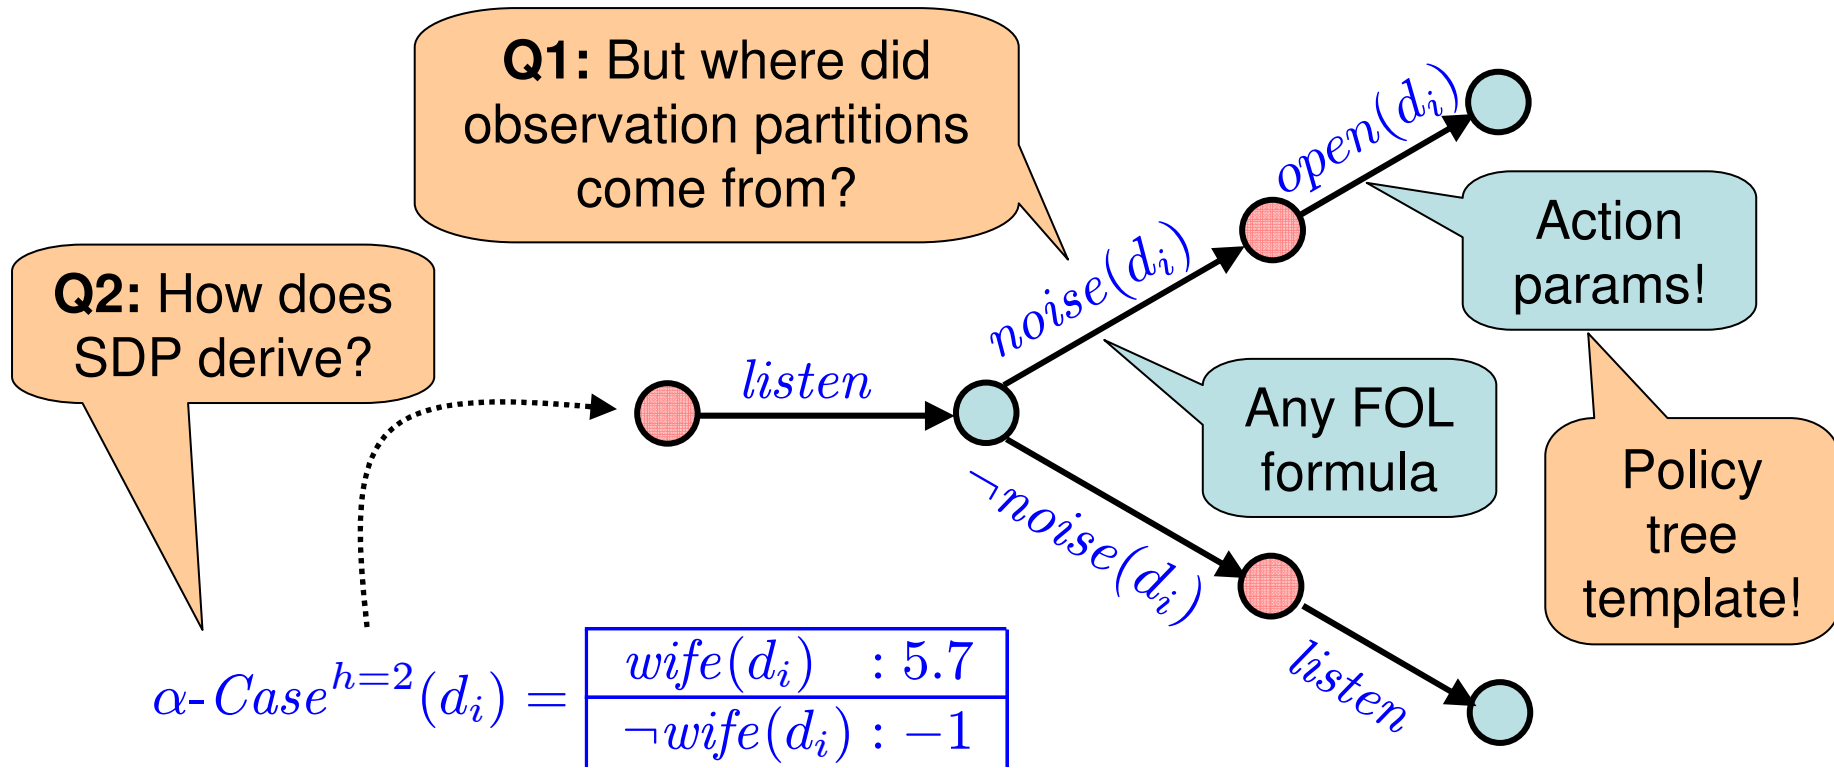 Q1: But where did
observation partitions
come from?
open(d_i)
Action
params!
noise(d_i)
Q2: How does
SDP derive?
listen
Any FOL
formula
Policy
tree
template!
¬noise(d_i)
listen
α-Case^{h=2}(d_i) =
wife(d_i) : 5.7
¬wife(d_i) : −1